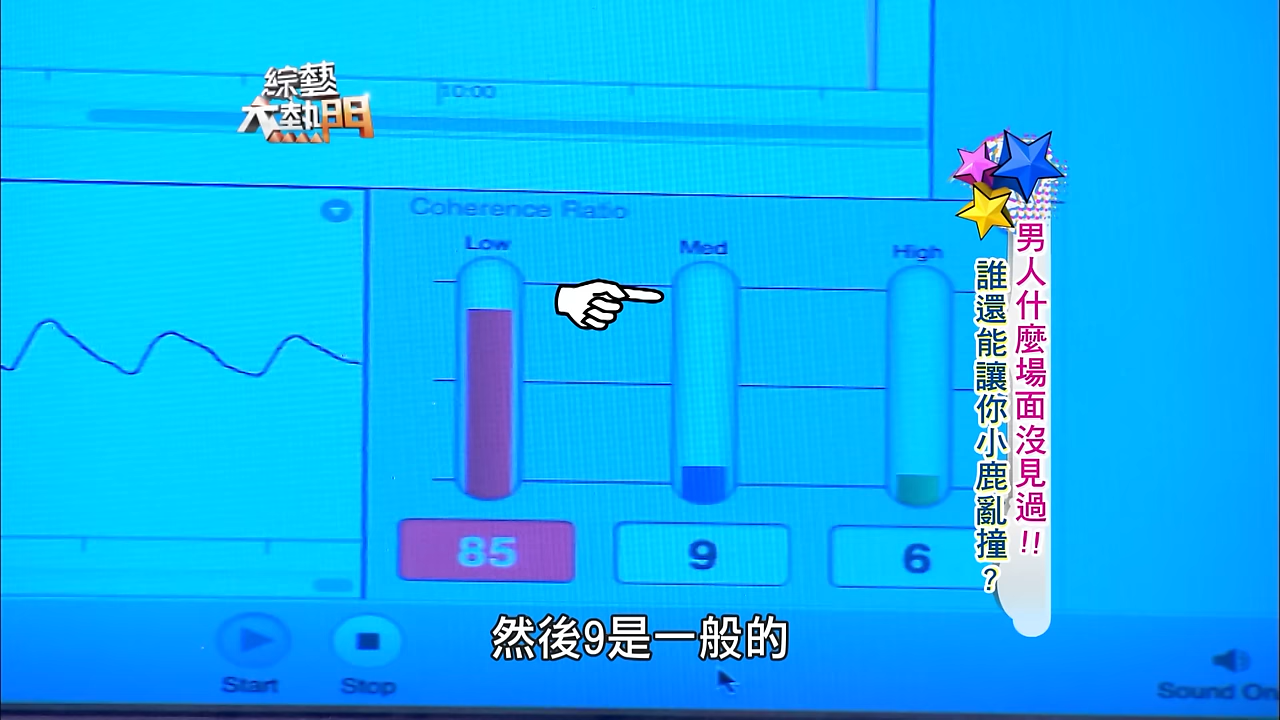 綜藝
大熱門
10:00
Coherence Ratio
Low
Med
High
男人什麼場面沒見過!!
誰還能讓你小鹿亂撞?
85
9
6
然後9是一般的
Start
Stop
Sound On